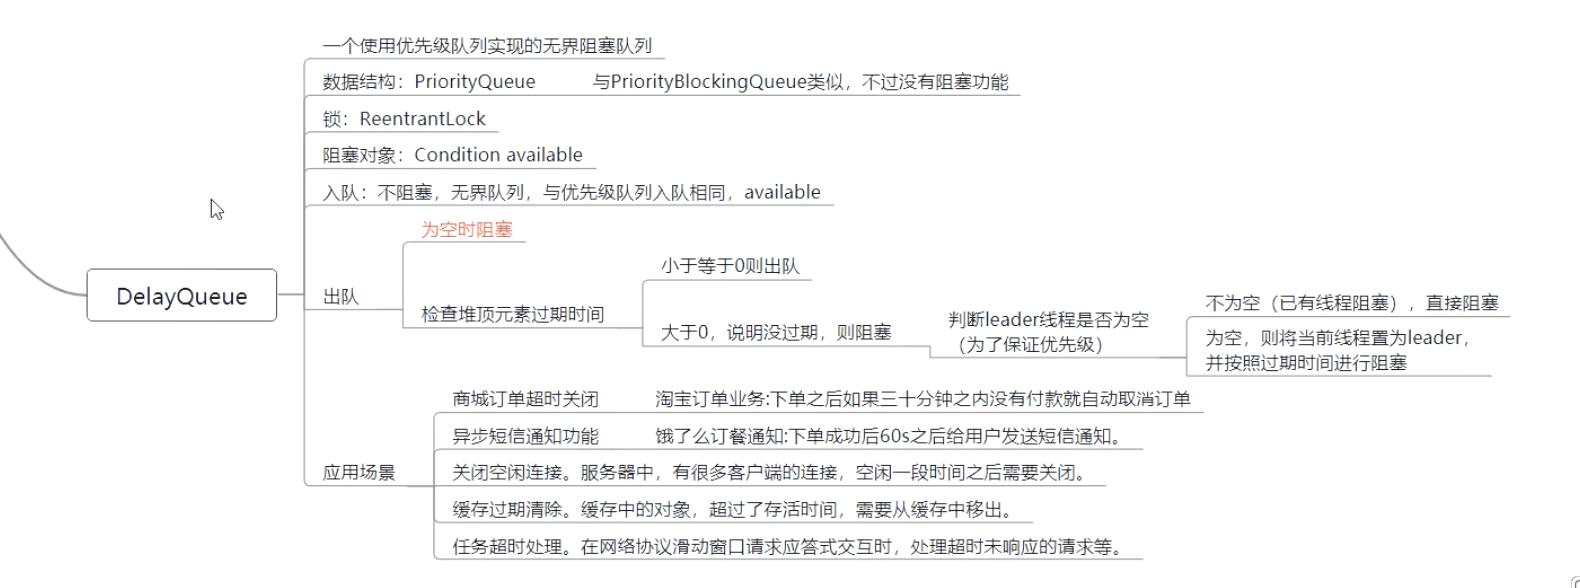 一个使用优先级队列实现的无界阻塞队列
数据结构：PriorityQueue 与PriorityBlockingQueue类似，不过没有阻塞功能
锁：ReentrantLock
阻塞对象：Condition available
入队：不阻塞，无界队列，与优先级队列入队相同，available
DelayQueue
出队
为空时阻塞
检查堆顶元素过期时间
小于等于0则出队
大于0，说明没过期，则阻塞
判断leader线程是否为空
（为了保证优先级）
不为空（已有线程阻塞），直接阻塞
为空，则将当前线程置为leader，
并按照过期时间进行阻塞
应用场景
商城订单超时关闭 淘宝订单业务:下单之后如果三十分钟之内没有付款就自动取消订单
异步短信通知功能 饿了么订餐通知:下单成功后60s之后给用户发送短信通知。
关闭空闲连接。服务器中，有很多客户端的连接，空闲一段时间之后需要关闭。
缓存过期清除。缓存中的对象，超过了存活时间，需要从缓存中移出。
任务超时处理。在网络协议滑动窗口请求应答式交互时，处理超时未响应的请求等。